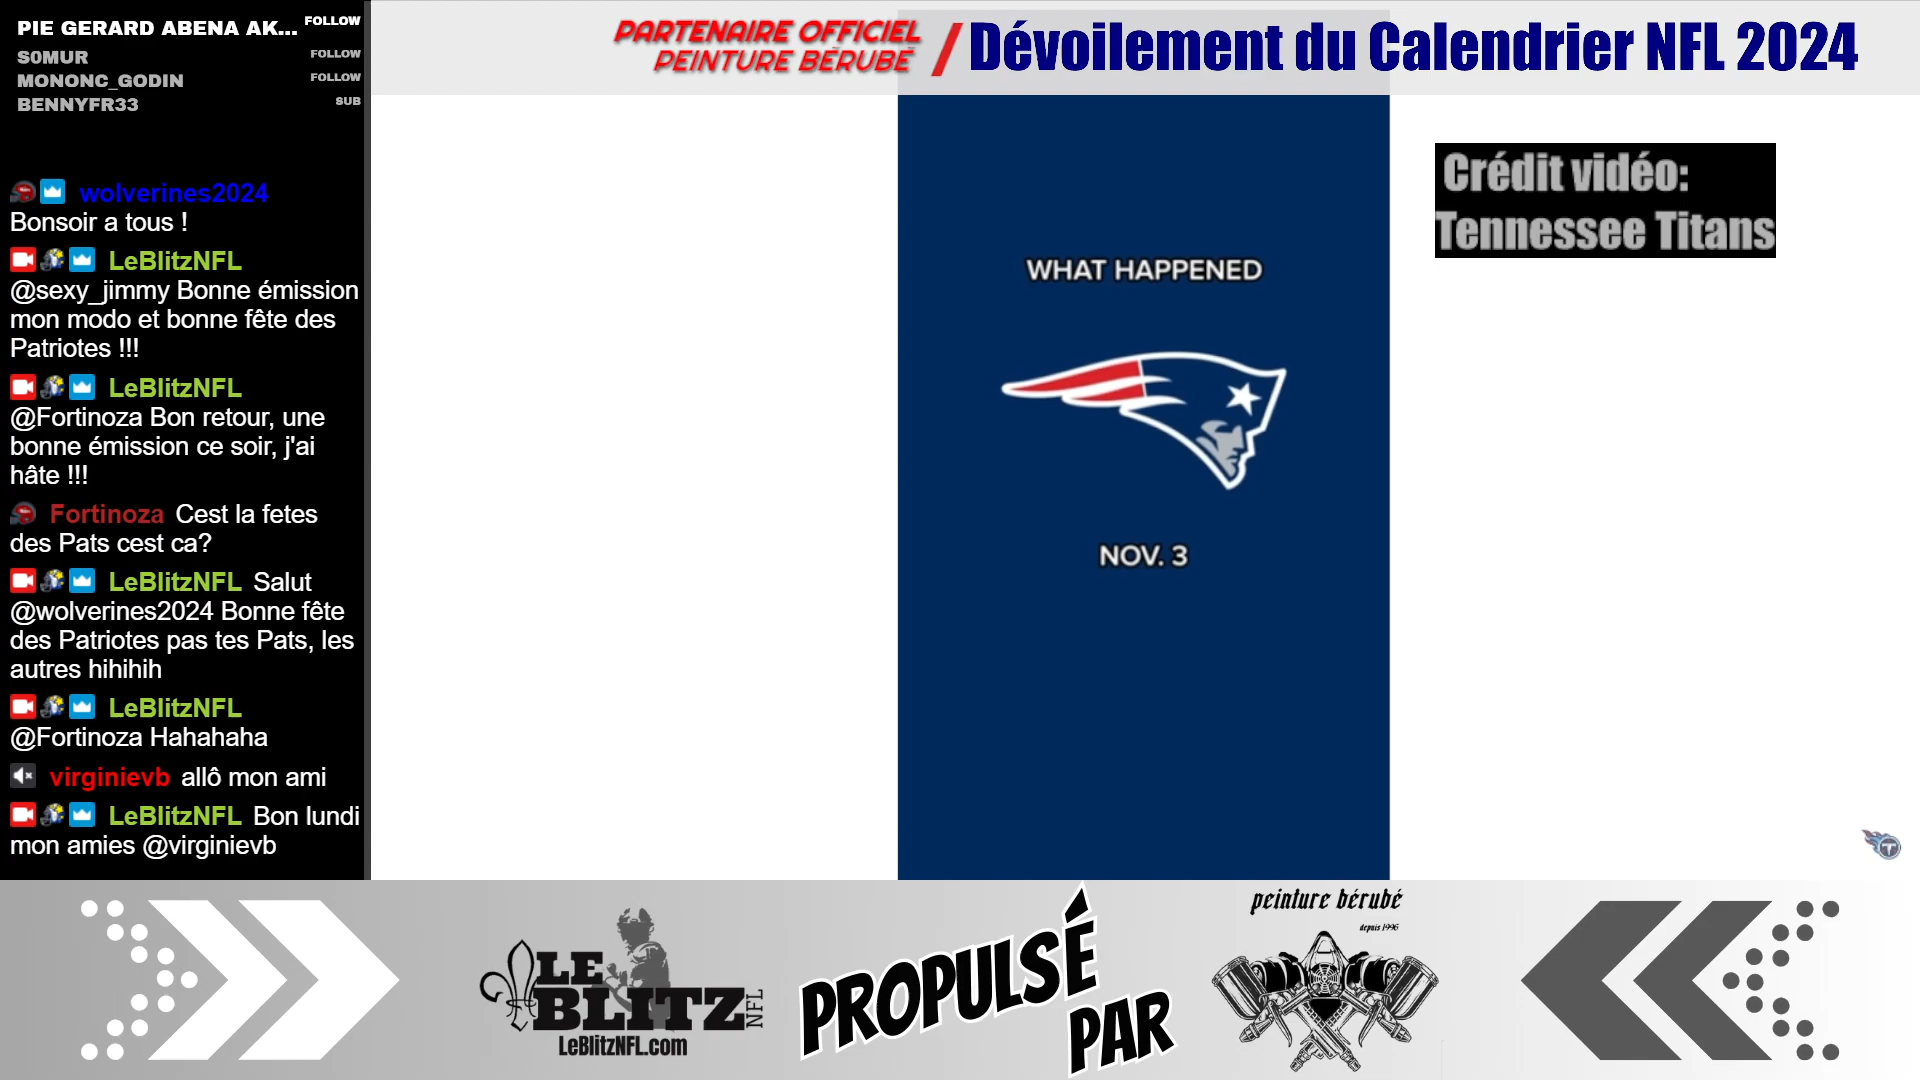 PIE GERARD ABENA AK... FOLLOW
S0MUR FOLLOW
MONONC_GODIN FOLLOW
BENNYFR33 SUB
wolverines2024
Bonsoir a tous !
LeBlitzNFL
@sexy_jimmy Bonne émission
mon modo et bonne fête des
Patriotes !!!
LeBlitzNFL
@Fortinoza Bon retour, une
bonne émission ce soir, j'ai
hâte !!!
Fortinoza Cest la fetes
des Pats cest ca?
LeBlitzNFL Salut
@wolverines2024 Bonne fête
des Patriotes pas tes Pats, les
autres hihihih
LeBlitzNFL
@Fortinoza Hahahaha
virginievb allô mon ami
LeBlitzNFL Bon lundi
mon amies @virginievb
PARTENAIRE OFFICIEL
PEINTURE BÉRUBÉ
/ Dévoilement du Calendrier NFL 2024
WHAT HAPPENED
NOV. 3
Crédit vidéo:
Tennessee Titans
LE
BLITZ NFL
LeBlitzNFL.com
PROPULSÉ
PAR
peinture bérubé
depuis 1996